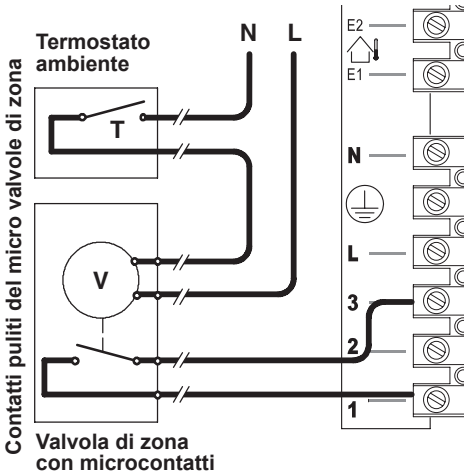 Termostato
ambiente
N L
T
V
Contatti puliti del micro valvole di zona
Valvola di zona
con microcontatti
E2
E1
N
L
3
2
1